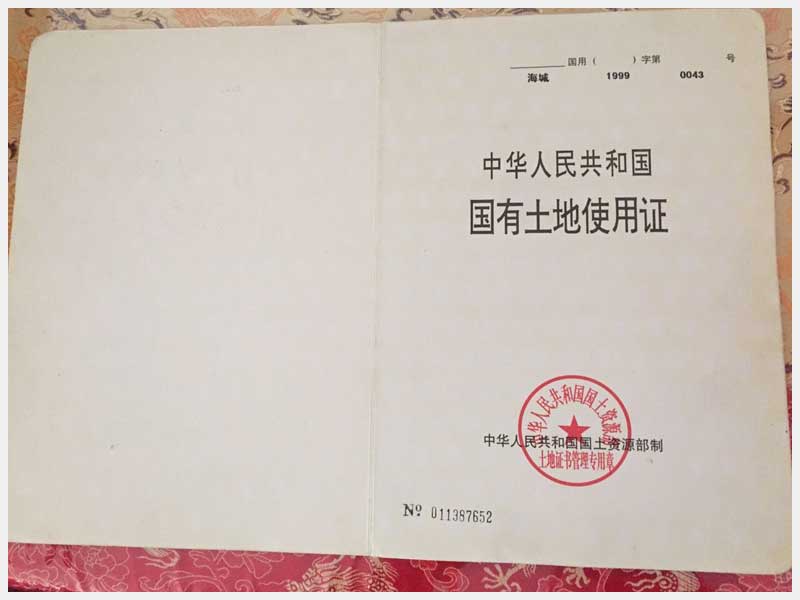 国用（ ）字第 号
海城 1999 0043
中华人民共和国
国有土地使用证
中华人民共和国国土资源部
土地证书管理专用章
中华人民共和国国土资源部制
Nº 011387652